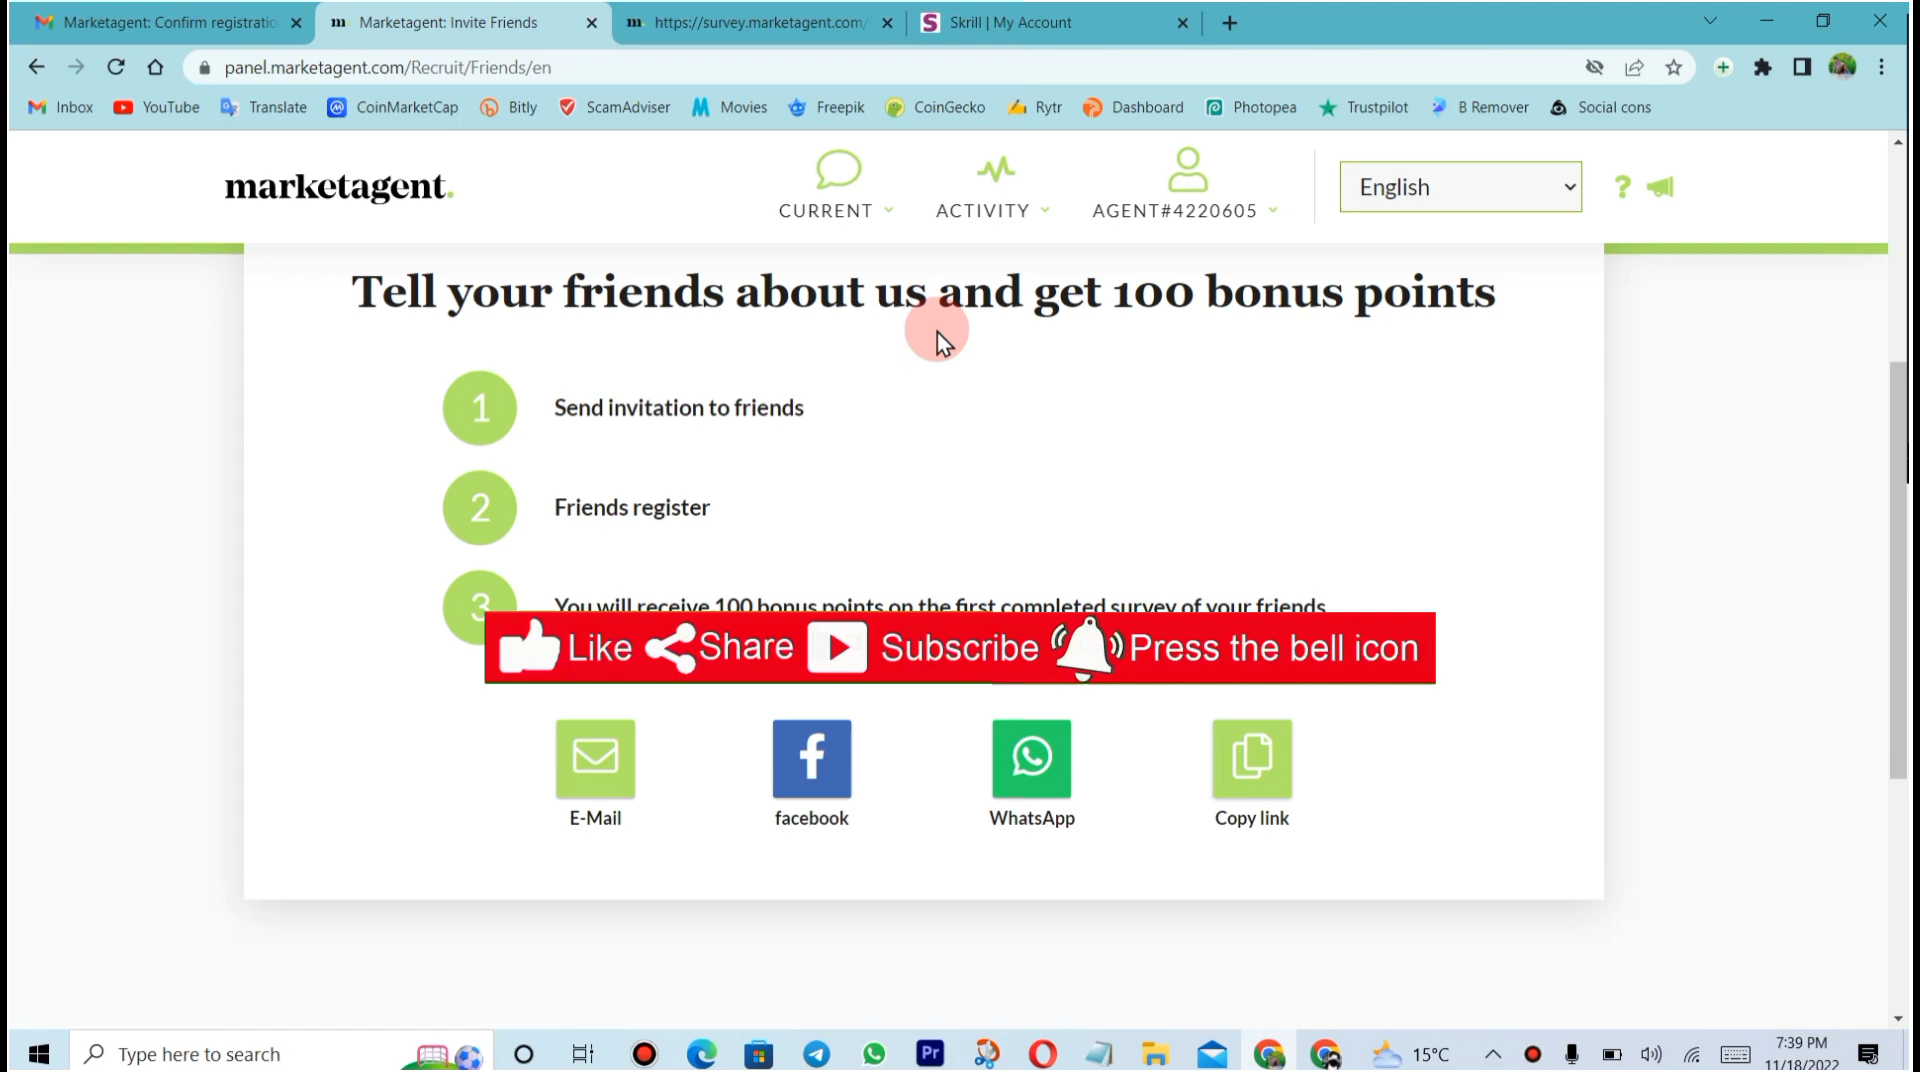 Marketagent: Confirm registratio
m Marketagent: Invite Friends
m https://survey.marketagent.com/
S Skrill | My Account
panel.marketagent.com/Recruit/Friends/en
Inbox YouTube Translate CoinMarketCap Bitly ScamAdviser Movies Freepik CoinGecko Rytr Dashboard Photopea Trustpilot B Remover Social cons
marketagent.
CURRENT ACTIVITY AGENT#4220605 English ?
Tell your friends about us and get 100 bonus points
1 Send invitation to friends
2 Friends register
3 You will receive 100 bonus points on the first completed survey of your friends
Like Share Subscribe Press the bell icon
E-Mail facebook WhatsApp Copy link
Type here to search
Pr
15°C
7:39 PM
11/18/2022